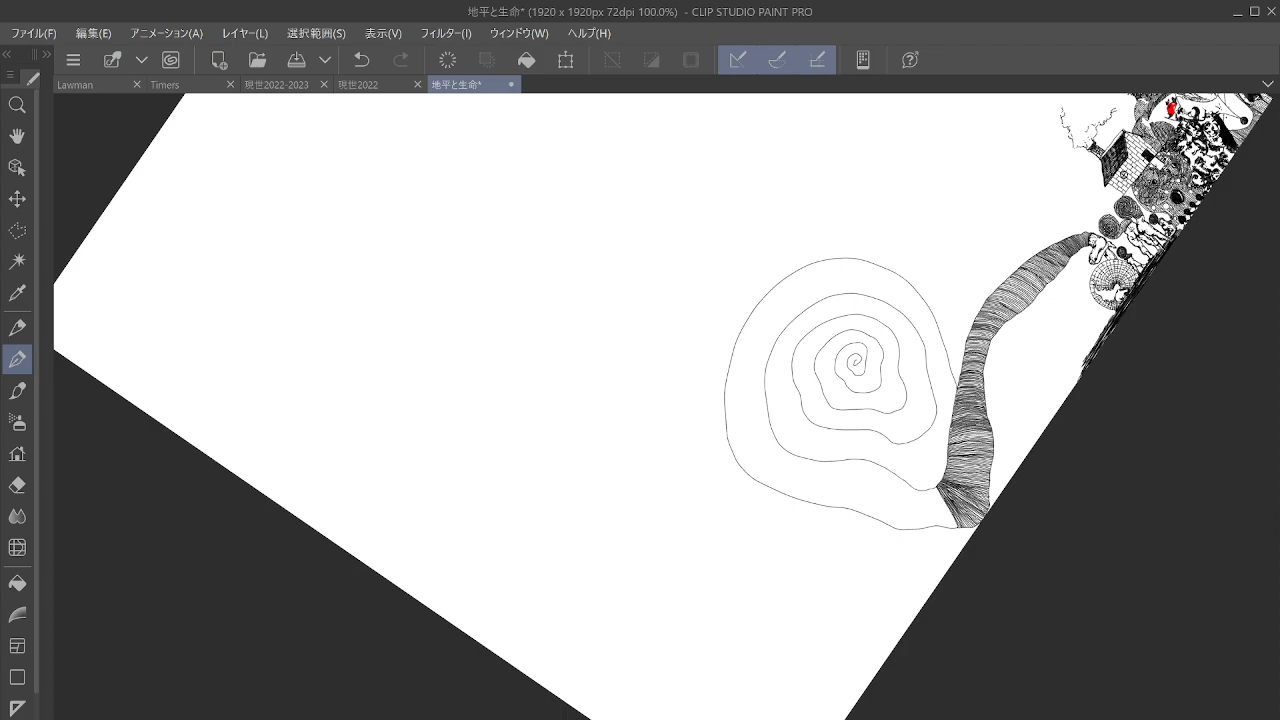 地平と生命* (1920 x 1920px 72dpi 100.0%) - CLIP STUDIO PAINT PRO
ファイル(F) 編集(E) アニメーション(A) レイヤー(L) 選択範囲(S) 表示(V) フィルター(I) ウィンドウ(W) ヘルプ(H)
Lawman Timers 現世2022-2023 現世2022 地平と生命*